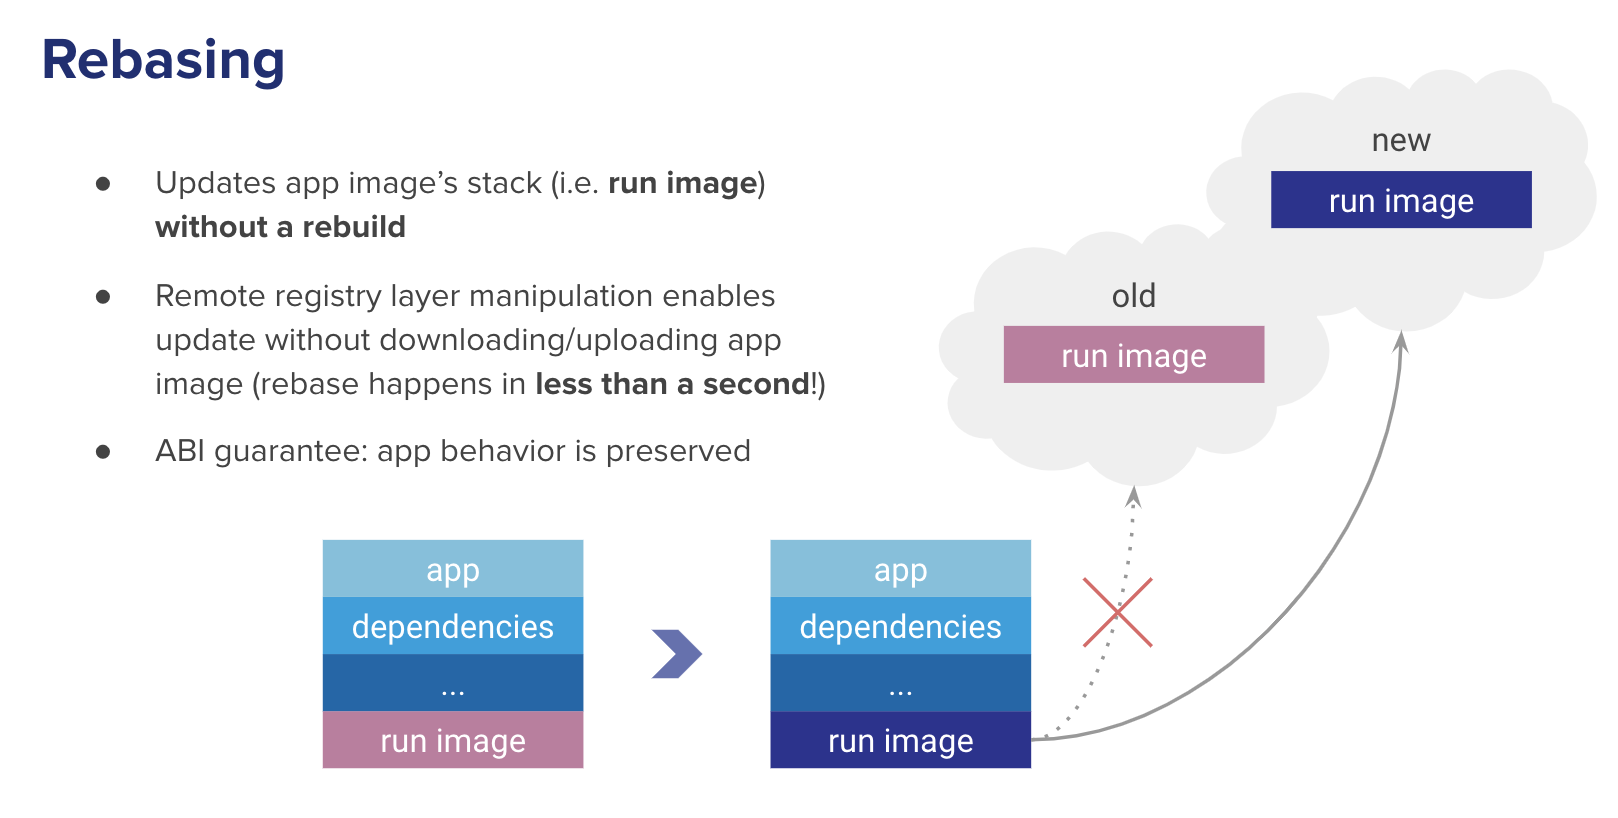 Rebasing
● Updates app image’s stack (i.e. run image)
without a rebuild
● Remote registry layer manipulation enables
update without downloading/uploading app
image (rebase happens in less than a second!)
● ABI guarantee: app behavior is preserved
new
run image
old
run image
app
dependencies
...
run image
app
dependencies
...
run image